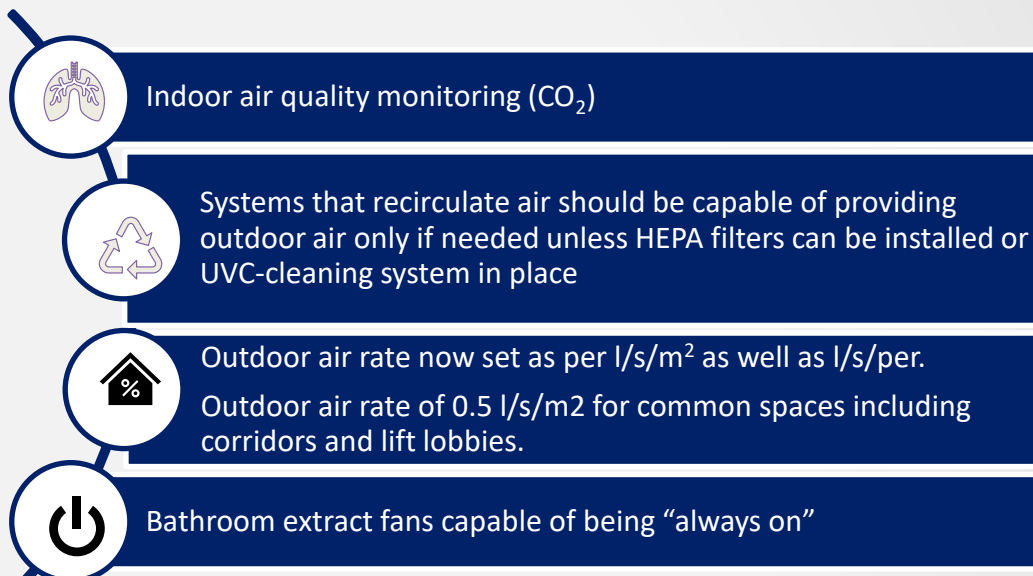 Indoor air quality monitoring (CO₂)
Systems that recirculate air should be capable of providing
outdoor air only if needed unless HEPA filters can be installed or
UVC-cleaning system in place
%
Outdoor air rate now set as per l/s/m² as well as l/s/per.
Outdoor air rate of 0.5 l/s/m2 for common spaces including
corridors and lift lobbies.
Bathroom extract fans capable of being “always on”